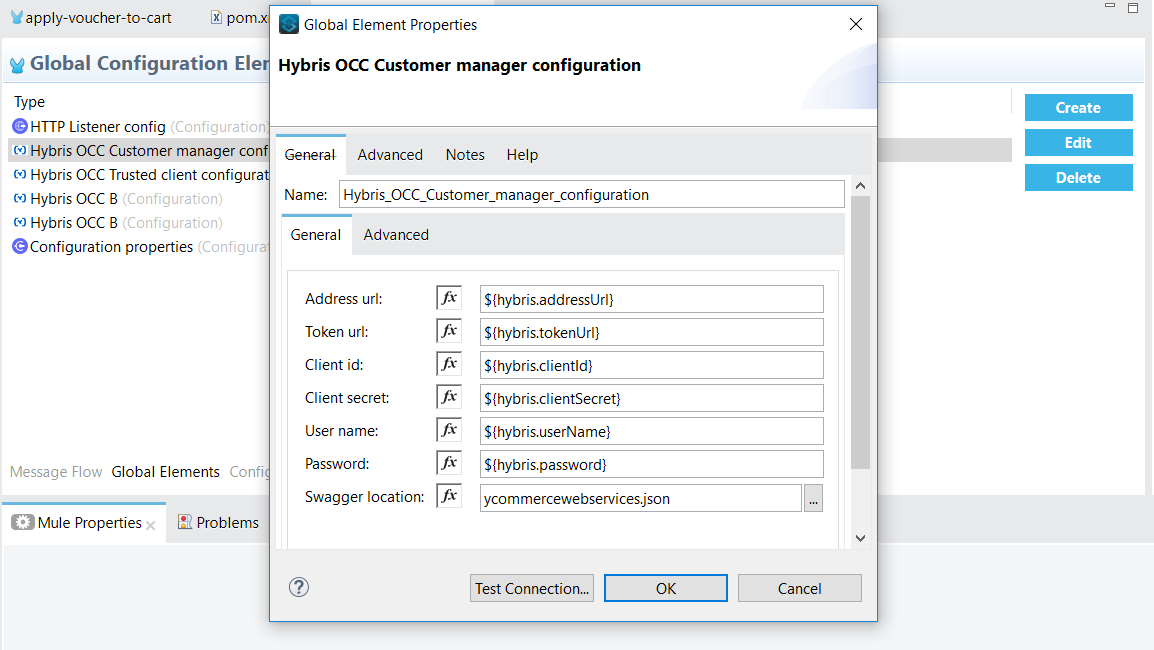 apply-voucher-to-cart
pom.x
Global Element Properties
Hybris OCC Customer manager configuration
Global Configuration Eler
Type
HTTP Listener config (Configuration)
Hybris OCC Customer manager conf
Hybris OCC Trusted client configurat
Hybris OCC B (Configuration)
Hybris OCC B (Configuration)
Configuration properties (Configura
Create
Edit
Delete
General
Advanced
Notes
Help
Name:
Hybris_OCC_Customer_manager_configuration
General
Advanced
Address url:
fx
${hybris.addressUrl}
Token url:
fx
${hybris.tokenUrl}
Client id:
fx
${hybris.clientId}
Client secret:
fx
${hybris.clientSecret}
User name:
fx
${hybris.userName}
Password:
fx
${hybris.password}
Swagger location:
fx
ycommercewebservices.json
...
Message Flow
Global Elements
Config
Mule Properties
Problems
?
Test Connection...
OK
Cancel